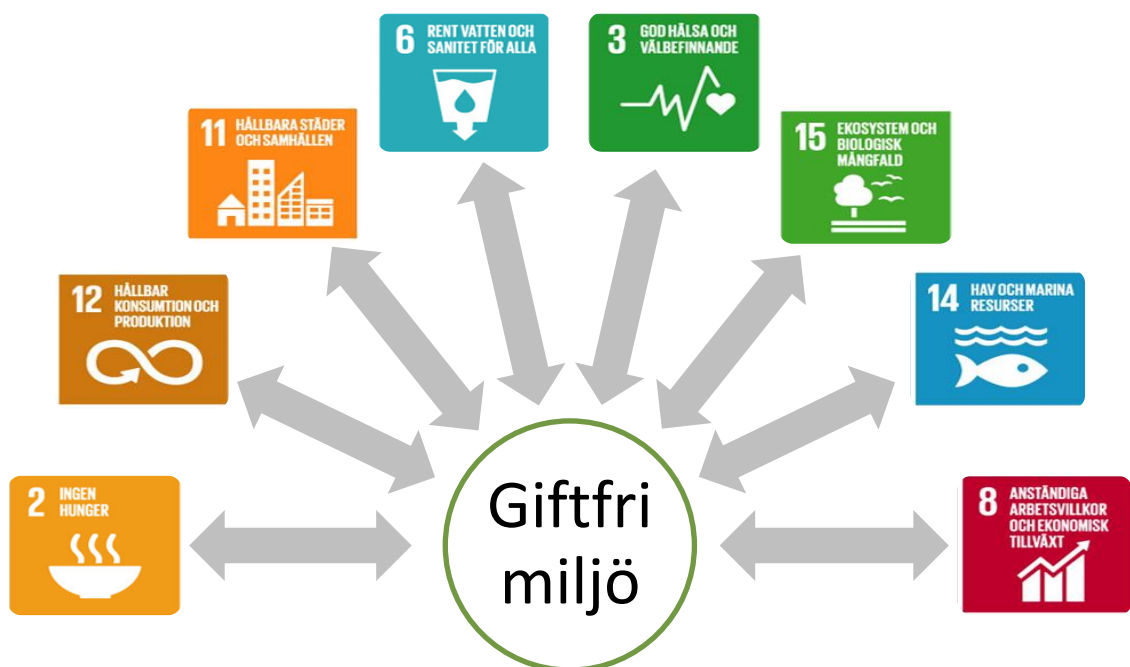 6 RENT VATTEN OCH
SANITET FÖR ALLA
3 GOD HÄLSA OCH
VÄLBEFINNANDE
11 HÅLLBARA STÄDER
OCH SAMHÄLLEN
15 EKOSYSTEM OCH
BIOLOGISK
MÅNGFALD
12 HÅLLBAR
KONSUMTION OCH
PRODUKTION
14 HAV OCH MARINA
RESURSER
2 INGEN
HUNGER
8 ANSTÄNDIGA
ARBETSVILLKOR
OCH EKONOMISK
TILLVÄXT
Giftfri
miljö